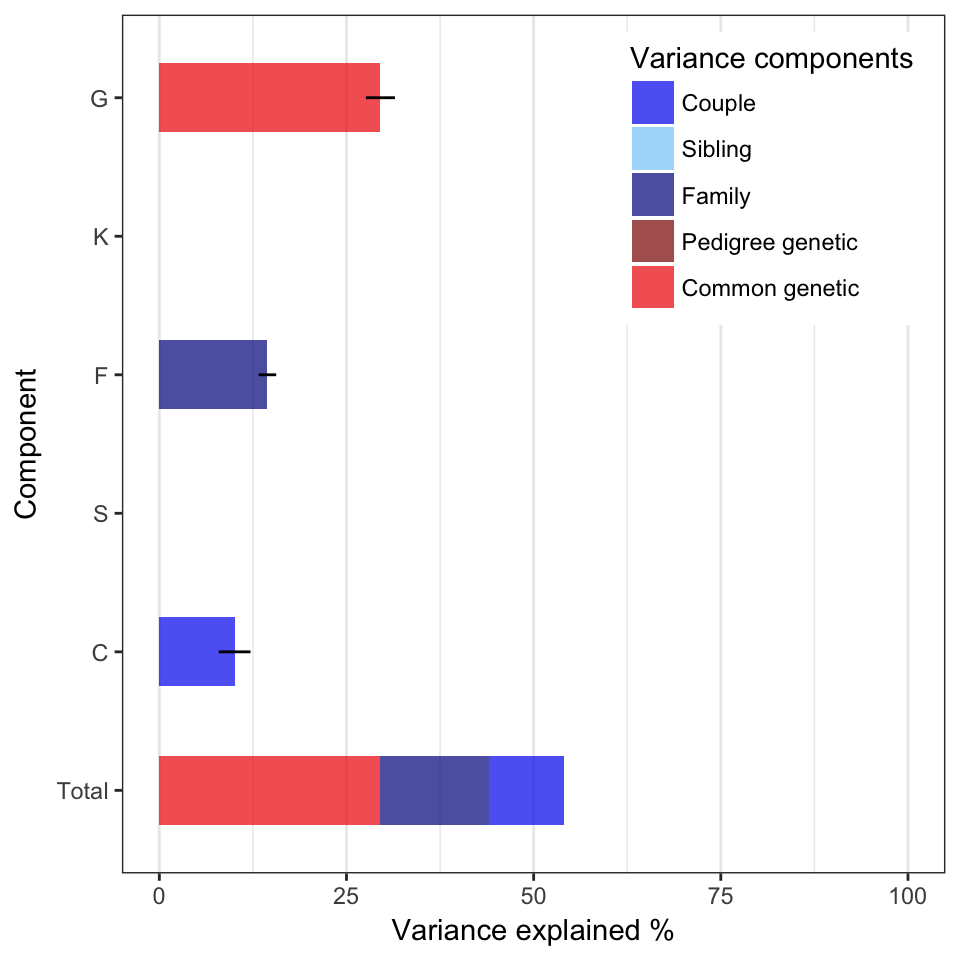 Variance components
Couple
Sibling
Family
Pedigree genetic
Common genetic
Component
G
K
F
S
C
Total
0 25 50 75 100
Variance explained %